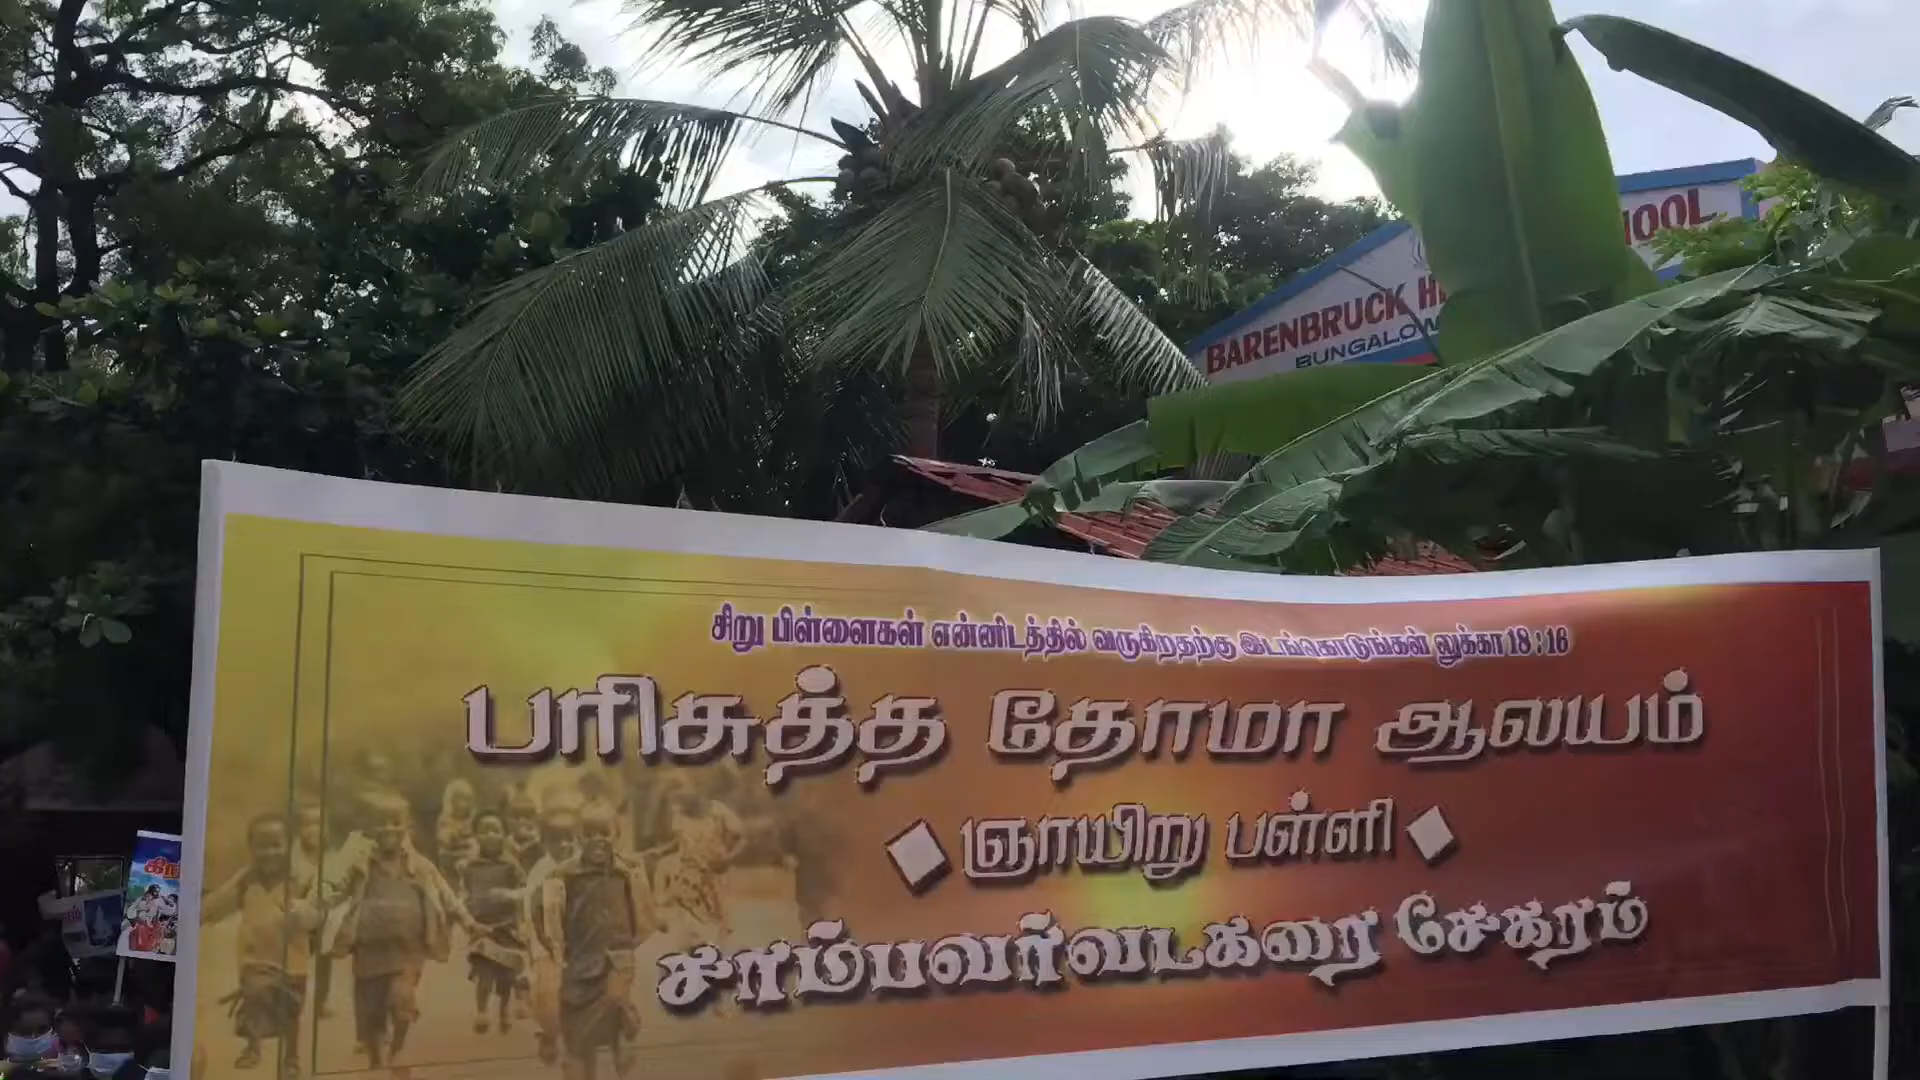 HOOL
BARENBRUCK H
BUNGALOW
சிறு பிள்ளைகள் என்னிடத்தில் வருகிறதற்கு இடங்கொடுங்கள் லூக்கா 18 : 16
பரிசுத்த தோமா ஆலயம்
ஞாயிறு பள்ளி
சாம்பவர்வடகரை சேகரம்